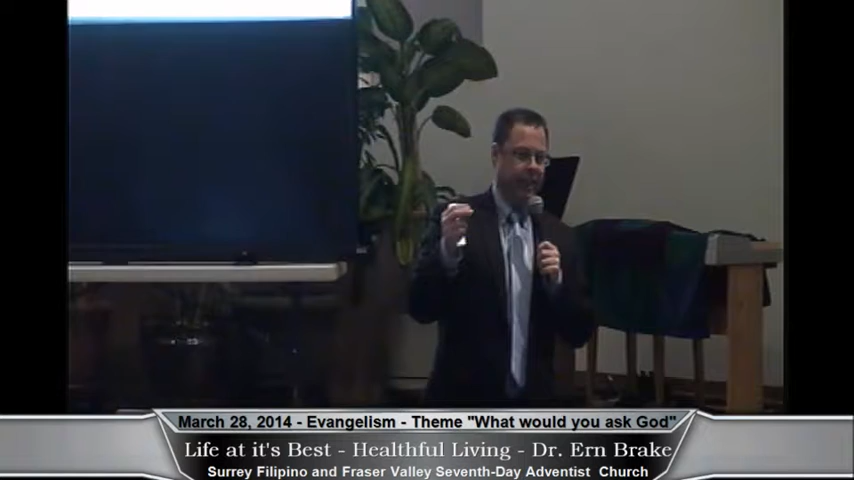 March 28, 2014 - Evangelism - Theme "What would you ask God"
Life at it's Best - Healthful Living - Dr. Ern Brake
Surrey Filipino and Fraser Valley Seventh-Day Adventist Church